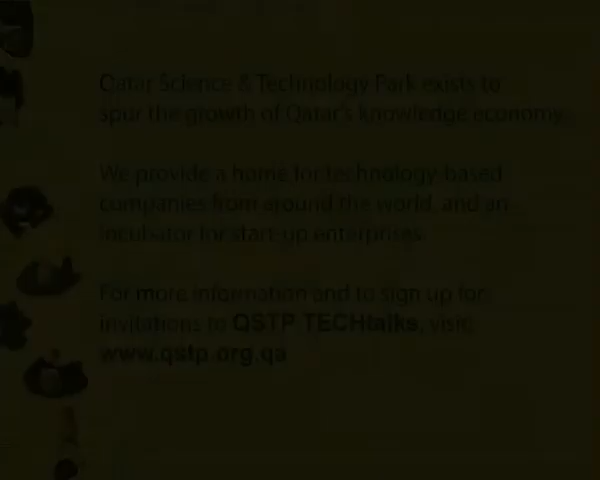 Qatar Science & Technology Park exists to
spur the growth of Qatar's knowledge economy.
We provide a home for technology-based
companies from around the world, and an
incubator for start-up enterprises.
For more information and to sign up for
invitations to QSTP TECHtalks, visit:
www.qstp.org.qa